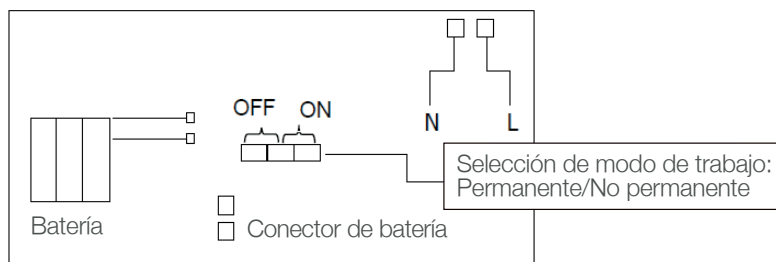 OFF ON
N L
Selección de modo de trabajo:
Permanente/No permanente
Batería
Conector de batería